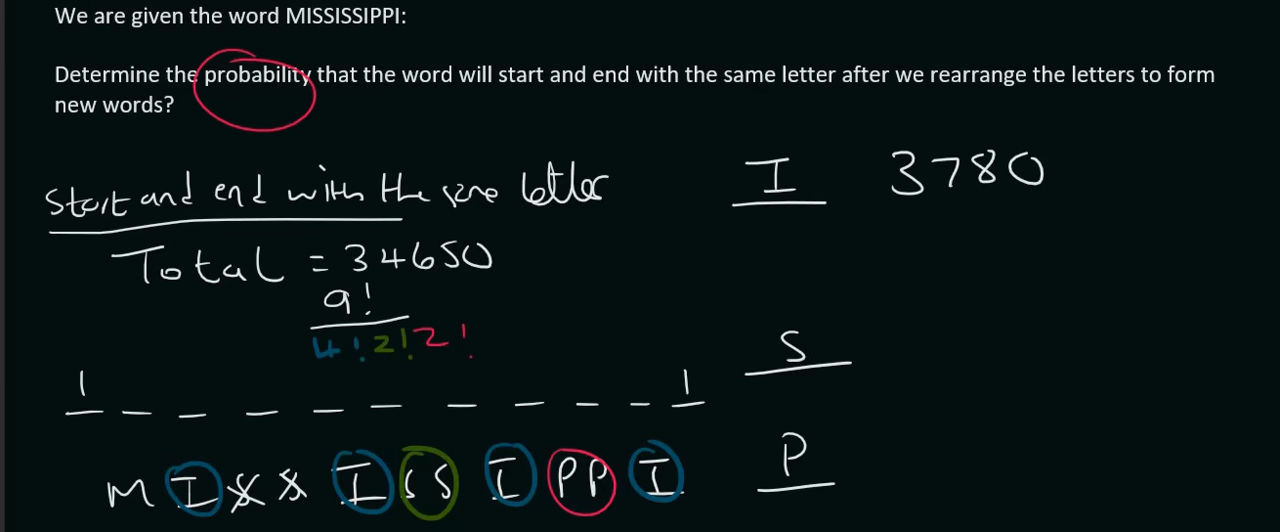 We are given the word MISSISSIPPI:
Determine the probability that the word will start and end with the same letter after we rearrange the letters to form
new words?
Start and end with the same letter
I 3780
Total = 34650
9!
4! 2! 2!
S
1 1
P
M I S S I S S I P P I